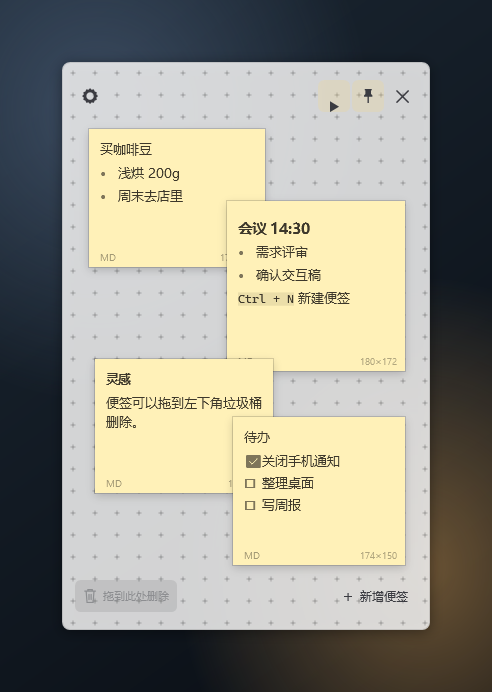 买咖啡豆
• 浅烘 200g
• 周末去店里
MD
会议 14:30
• 需求评审
• 确认交互稿
Ctrl + N 新建便签
180×172
灵感
便签可以拖到左下角垃圾桶
删除。
MD
待办
☑ 关闭手机通知
☐ 整理桌面
☐ 写周报
MD
174×150
拖到此处删除
+ 新增便签